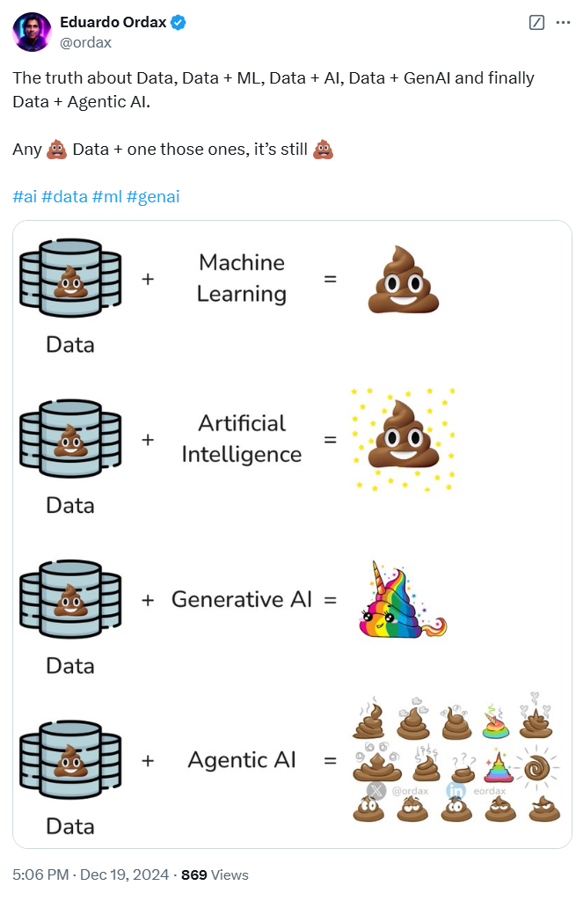 Eduardo Ordax
@ordax
The truth about Data, Data + ML, Data + AI, Data + GenAI and finally
Data + Agentic AI.
Any 💩 Data + one those ones, it’s still 💩
#ai #data #ml #genai
+ Machine Learning =
Data
+ Artificial Intelligence =
Data
+ Generative AI =
Data
+ Agentic AI =
@ordax eordax
Data
5:06 PM · Dec 19, 2024 · 869 Views